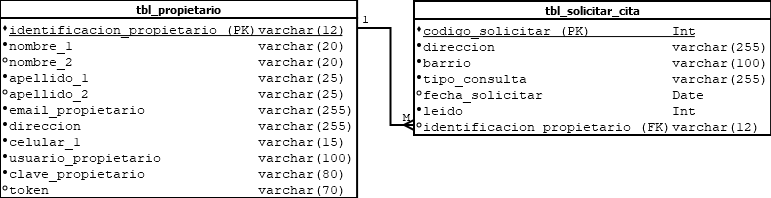 tbl_propietario
identificacion_propietario (PK) varchar(12)
nombre_1 varchar(20)
nombre_2 varchar(20)
apellido_1 varchar(25)
apellido_2 varchar(25)
email_propietario varchar(255)
direccion varchar(255)
celular_1 varchar(15)
usuario_propietario varchar(100)
clave_propietario varchar(80)
token varchar(70)
1
M
tbl_solicitar_cita
codigo_solicitar (PK) Int
direccion varchar(255)
barrio varchar(100)
tipo_consulta varchar(255)
fecha_solicitar Date
leido Int
identificacion propietario (FK) varchar(12)